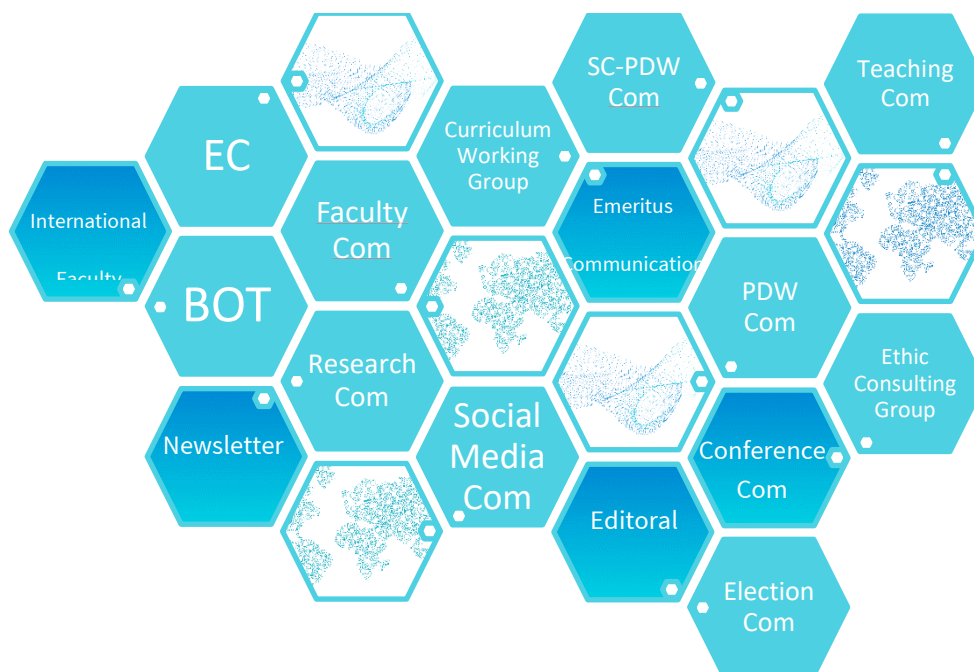 SC-PDW
Com
Teaching
Com
Curriculum
Working
Group
EC
International
Faculty
Faculty
Com
Emeritus
Communication
BOT
PDW
Com
Research
Com
Ethic
Consulting
Group
Newsletter
Social
Media
Com
Conference
Com
Editoral
Election
Com